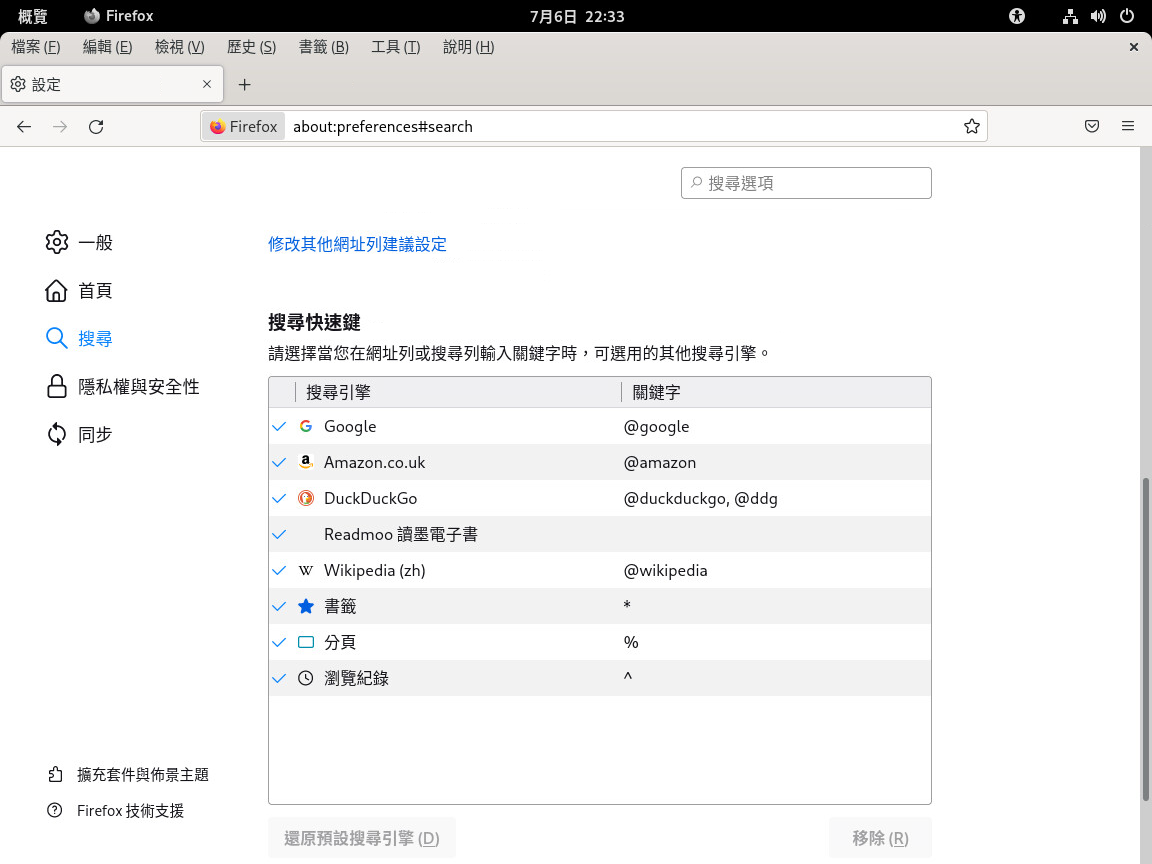 概覽 Firefox 7月6日 22:33
檔案 (F) 編輯 (E) 檢視 (V) 歷史 (S) 書籤 (B) 工具 (T) 說明 (H)
設定
Firefox about:preferences#search
搜尋選項
一般
首頁
搜尋
隱私權與安全性
同步
擴充套件與佈景主題
Firefox 技術支援
修改其他網址列建議設定
搜尋快速鍵
請選擇當您在網址列或搜尋列輸入關鍵字時，可選用的其他搜尋引擎。
搜尋引擎 關鍵字
Google @google
Amazon.co.uk @amazon
DuckDuckGo @duckduckgo, @ddg
Readmoo 讀墨電子書
Wikipedia (zh) @wikipedia
書籤 *
分頁 %
瀏覽紀錄 ^
還原預設搜尋引擎 (D) 移除 (R)